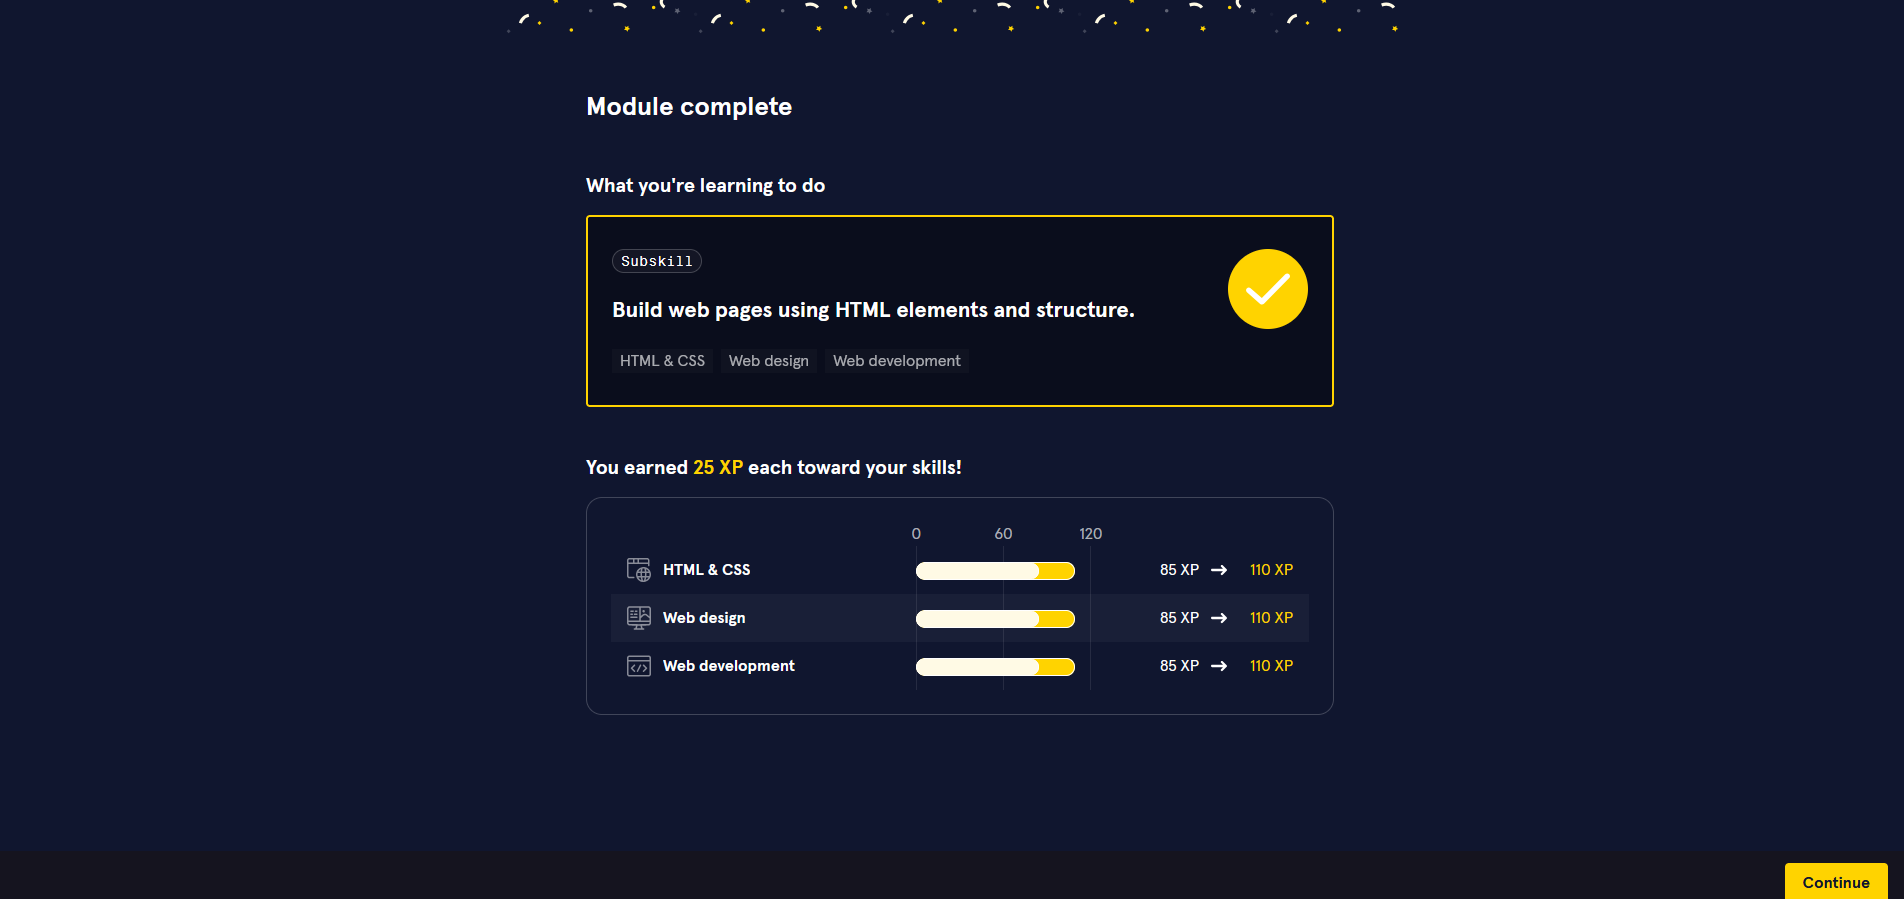 Module complete
What you're learning to do
Subskill
Build web pages using HTML elements and structure.
HTML & CSS Web design Web development
You earned 25 XP each toward your skills!
0 60 120
HTML & CSS 85 XP → 110 XP
Web design 85 XP → 110 XP
Web development 85 XP → 110 XP
Continue